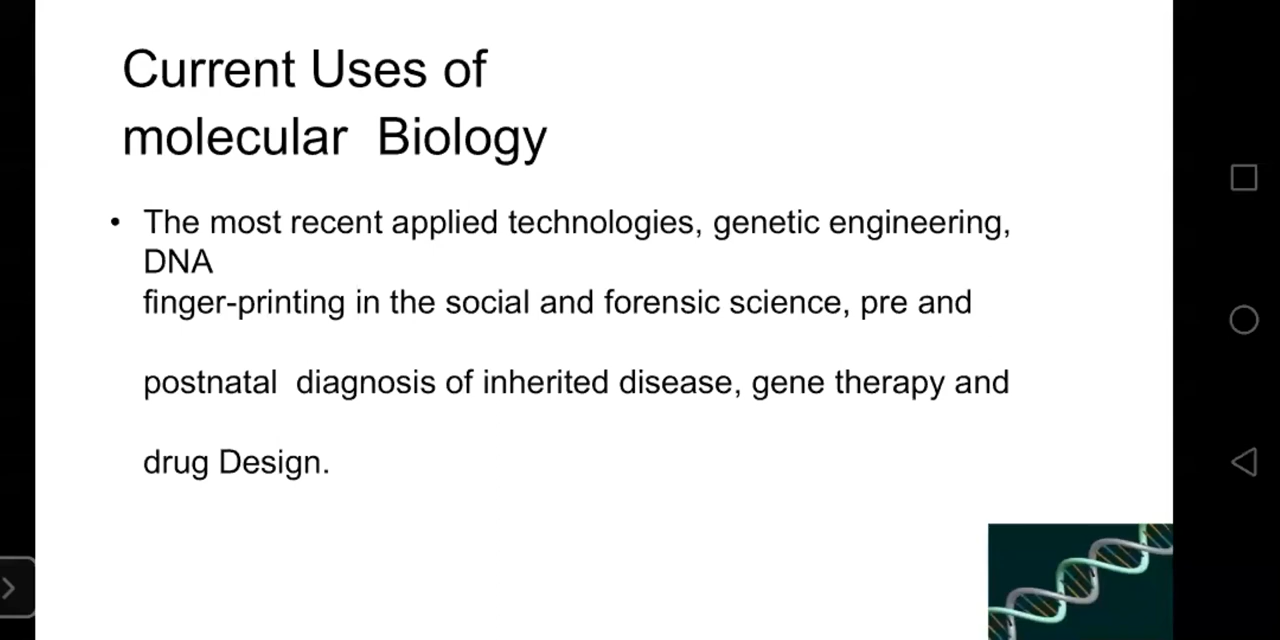 Current Uses of
molecular  Biology
• The most recent applied technologies, genetic engineering,
DNA
finger-printing in the social and forensic science, pre and
postnatal  diagnosis of inherited disease, gene therapy and
drug Design.